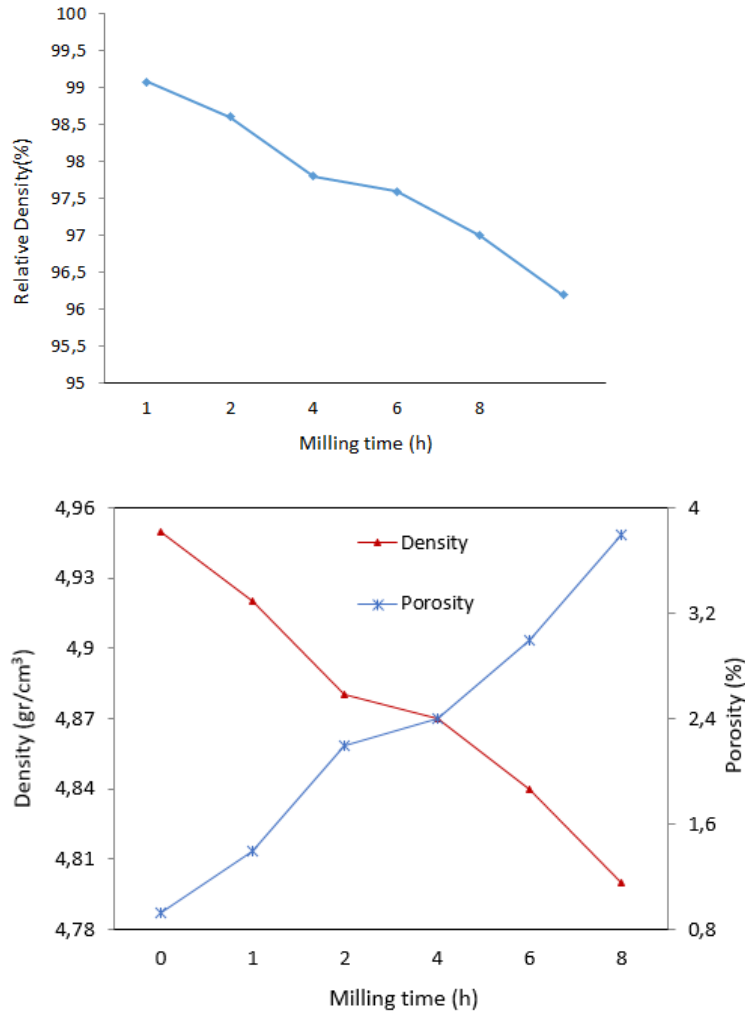 100
99,5
99
98,5
98
97,5
97
96,5
96
95,5
95
Relative Density(%)
1 2 4 6 8
Milling time (h)
4,96
4,93
4,9
4,87
4,84
4,81
4,78
Density (gr/cm³)
Density
Porosity
4
3,2
2,4
1,6
0,8
Porosity (%)
0 1 2 4 6 8
Milling time (h)